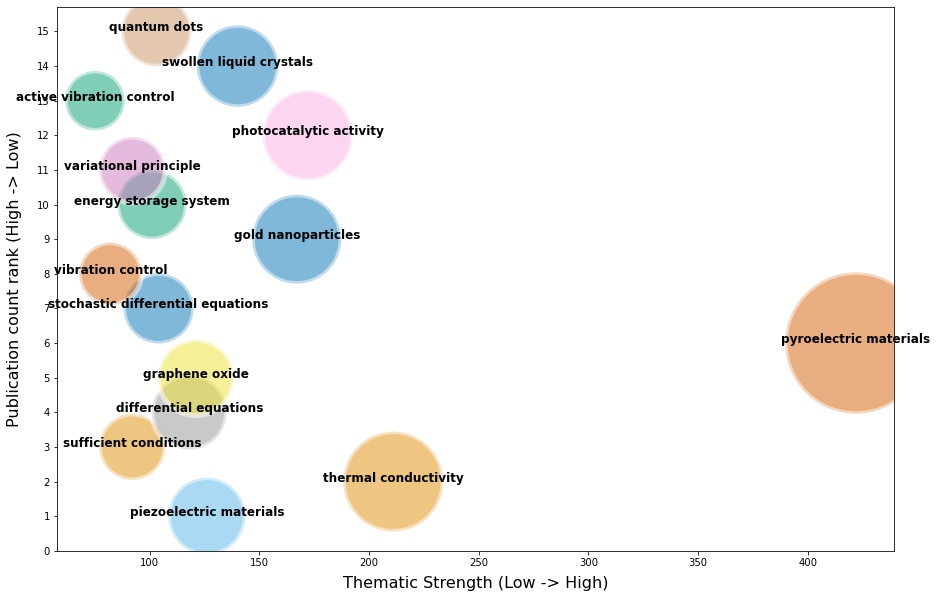 15
quantum dots
14
swollen liquid crystals
13
active vibration control
12
photocatalytic activity
11
variational principle
10
energy storage system
9
gold nanoparticles
8
vibration control
7
stochastic differential equations
6
pyroelectric materials
5
graphene oxide
4
differential equations
3
sufficient conditions
2
thermal conductivity
1
piezoelectric materials
0
100 150 200 250 300 350 400
Thematic Strength (Low -> High)
Publication count rank (High -> Low)